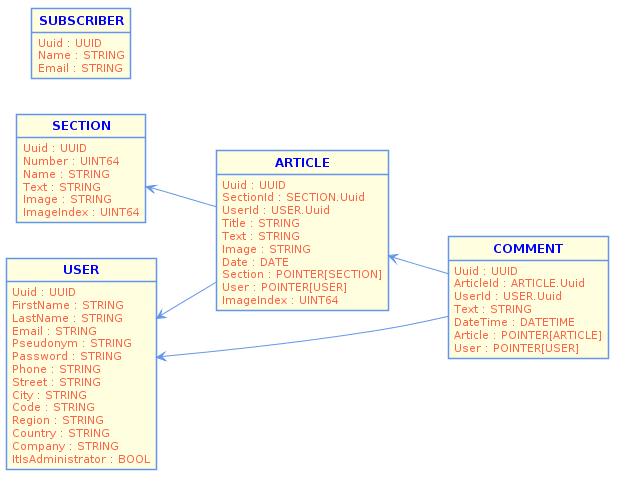 SUBSCRIBER
Uuid : UUID
Name : STRING
Email : STRING
SECTION
Uuid : UUID
Number : UINT64
Name : STRING
Text : STRING
Image : STRING
ImageIndex : UINT64
ARTICLE
Uuid : UUID
SectionId : SECTION.Uuid
UserId : USER.Uuid
Title : STRING
Text : STRING
Image : STRING
Date : DATE
Section : POINTER[SECTION]
User : POINTER[USER]
ImageIndex : UINT64
USER
Uuid : UUID
FirstName : STRING
LastName : STRING
Email : STRING
Pseudonym : STRING
Password : STRING
Phone : STRING
Street : STRING
City : STRING
Code : STRING
Region : STRING
Country : STRING
Company : STRING
ItIsAdministrator : BOOL
COMMENT
Uuid : UUID
ArticleId : ARTICLE.Uuid
UserId : USER.Uuid
Text : STRING
DateTime : DATETIME
Article : POINTER[ARTICLE]
User : POINTER[USER]